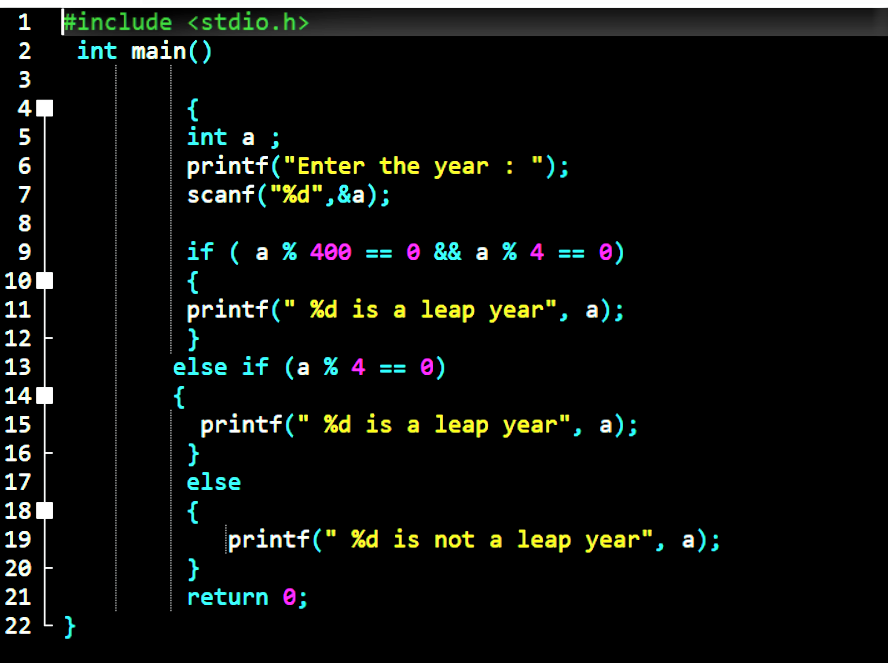 1 #include <stdio.h>
2 int main()
3
4 {
5 int a ;
6 printf("Enter the year : ");
7 scanf("%d",&a);
8
9 if ( a % 400 == 0 && a % 4 == 0)
10 {
11 printf(" %d is a leap year", a);
12 }
13 else if (a % 4 == 0)
14 {
15 printf(" %d is a leap year", a);
16 }
17 else
18 {
19 printf(" %d is not a leap year", a);
20 }
21 return 0;
22 }